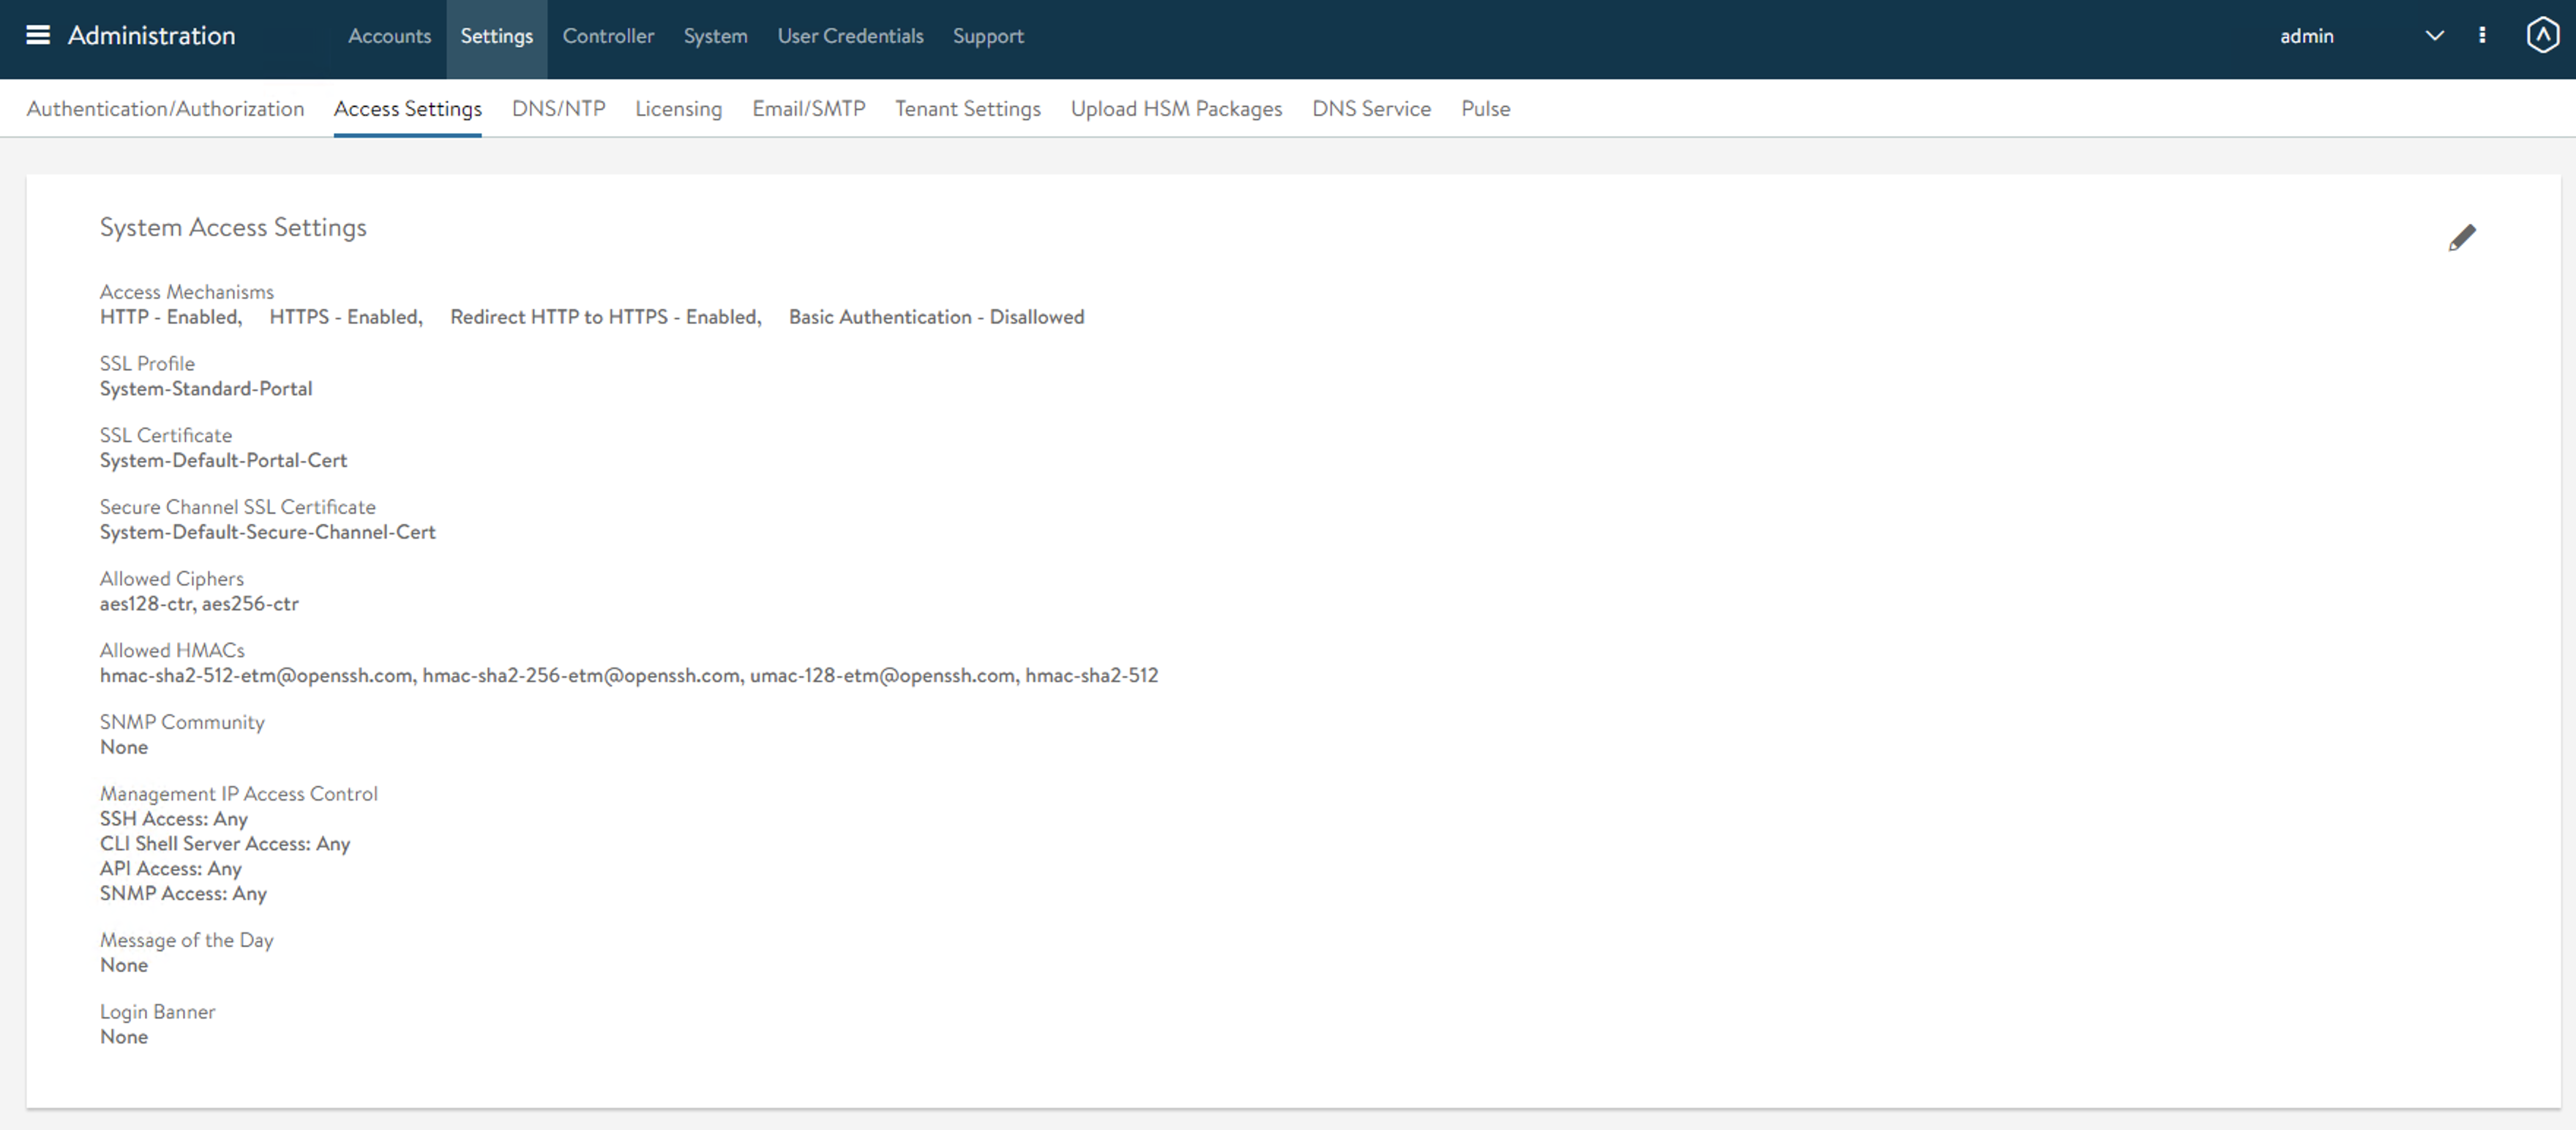 Administration Accounts Settings Controller System User Credentials Support admin
Authentication/Authorization Access Settings DNS/NTP Licensing Email/SMTP Tenant Settings Upload HSM Packages DNS Service Pulse
System Access Settings
Access Mechanisms
HTTP - Enabled, HTTPS - Enabled, Redirect HTTP to HTTPS - Enabled, Basic Authentication - Disallowed
SSL Profile
System-Standard-Portal
SSL Certificate
System-Default-Portal-Cert
Secure Channel SSL Certificate
System-Default-Secure-Channel-Cert
Allowed Ciphers
aes128-ctr, aes256-ctr
Allowed HMACs
hmac-sha2-512-etm@openssh.com, hmac-sha2-256-etm@openssh.com, umac-128-etm@openssh.com, hmac-sha2-512
SNMP Community
None
Management IP Access Control
SSH Access: Any
CLI Shell Server Access: Any
API Access: Any
SNMP Access: Any
Message of the Day
None
Login Banner
None